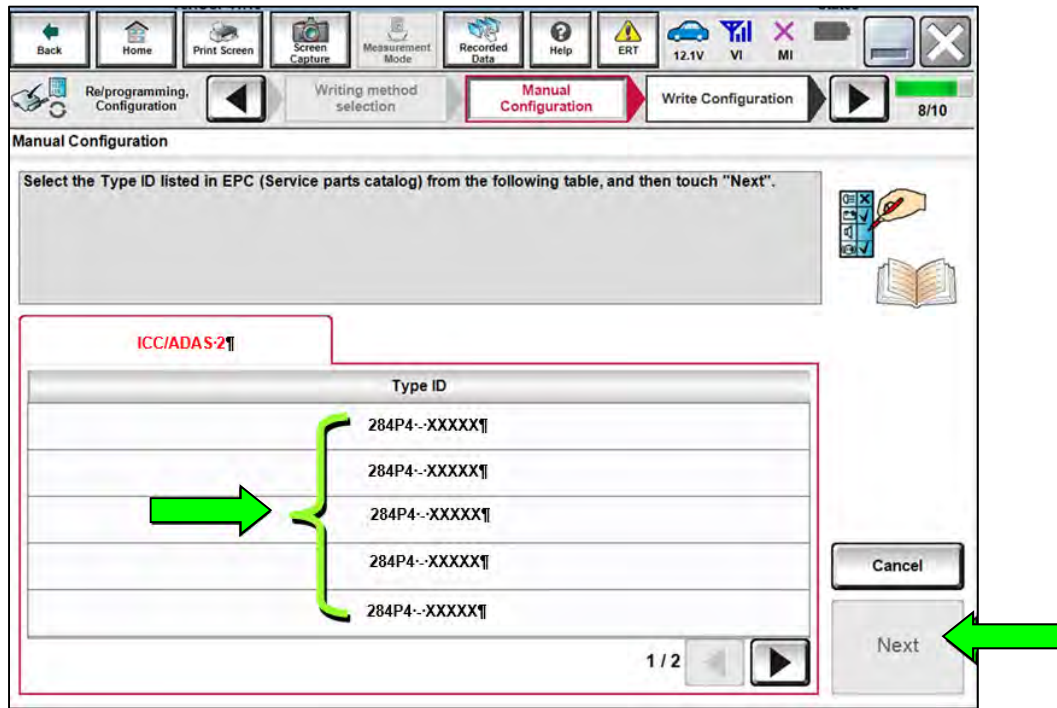 Back
Home
Print Screen
Screen
Capture
Measurement
Mode
Recorded
Data
Help
ERT
12.1V
VI
MI
Re/programming,
Configuration
Writing method
selection
Manual
Configuration
Write Configuration
8/10
Manual Configuration
Select the Type ID listed in EPC (Service parts catalog) from the following table, and then touch "Next".
ICC/ADAS·2¶
Type ID
284P4·-·XXXXX¶
284P4·-·XXXXX¶
284P4·-·XXXXX¶
284P4·-·XXXXX¶
284P4·-·XXXXX¶
Cancel
1 / 2
Next